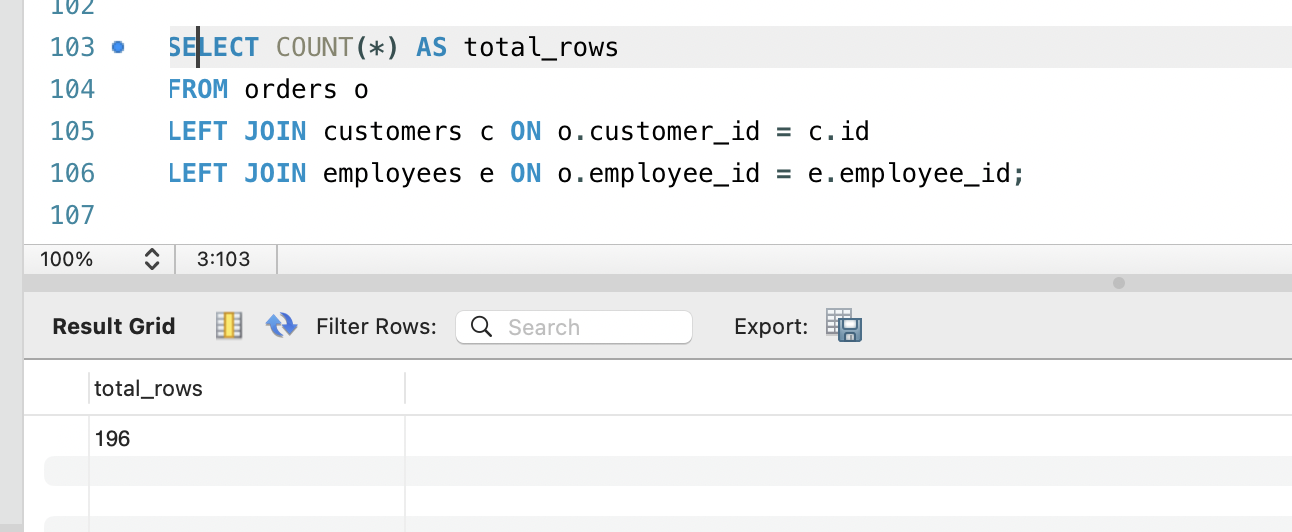 102
103 SELECT COUNT(*) AS total_rows
104 FROM orders o
105 LEFT JOIN customers c ON o.customer_id = c.id
106 LEFT JOIN employees e ON o.employee_id = e.employee_id;
107
100% 3:103
Result Grid Filter Rows: Search Export:
total_rows
196